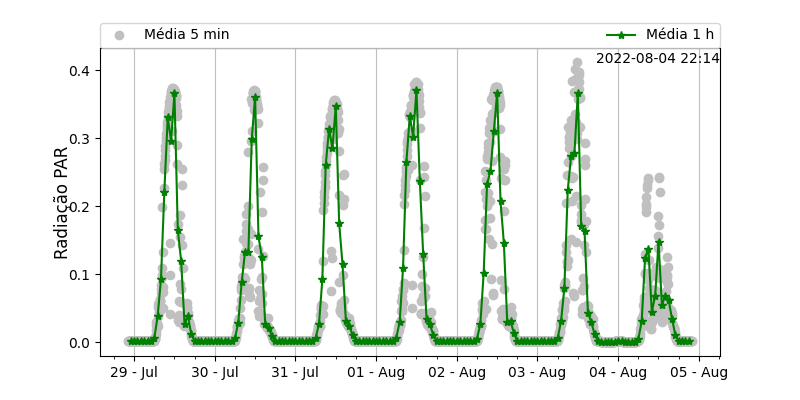 Média 5 min
Média 1 h
2022-08-04 22:14
Radiação PAR
0.4
0.3
0.2
0.1
0.0
29 - Jul
30 - Jul
31 - Jul
01 - Aug
02 - Aug
03 - Aug
04 - Aug
05 - Aug